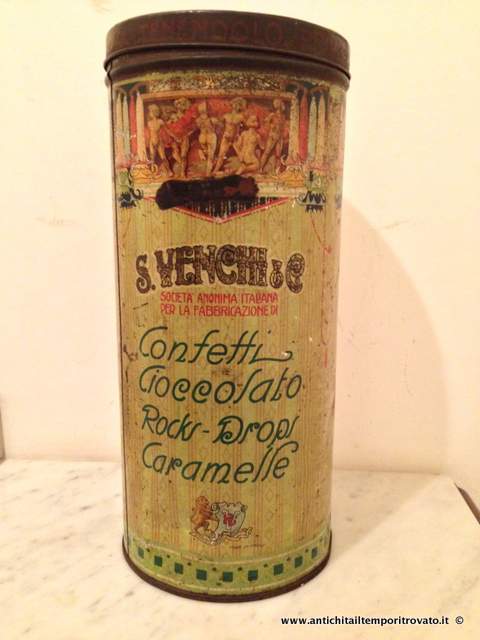 S. VENCHI & C
SOCIETÀ ANONIMA ITALIANA
PER LA FABBRICAZIONE DI
Confetti
Cioccolato
Rocks-Drops
Caramelle
www.antichitailtemporitrovato.it ©